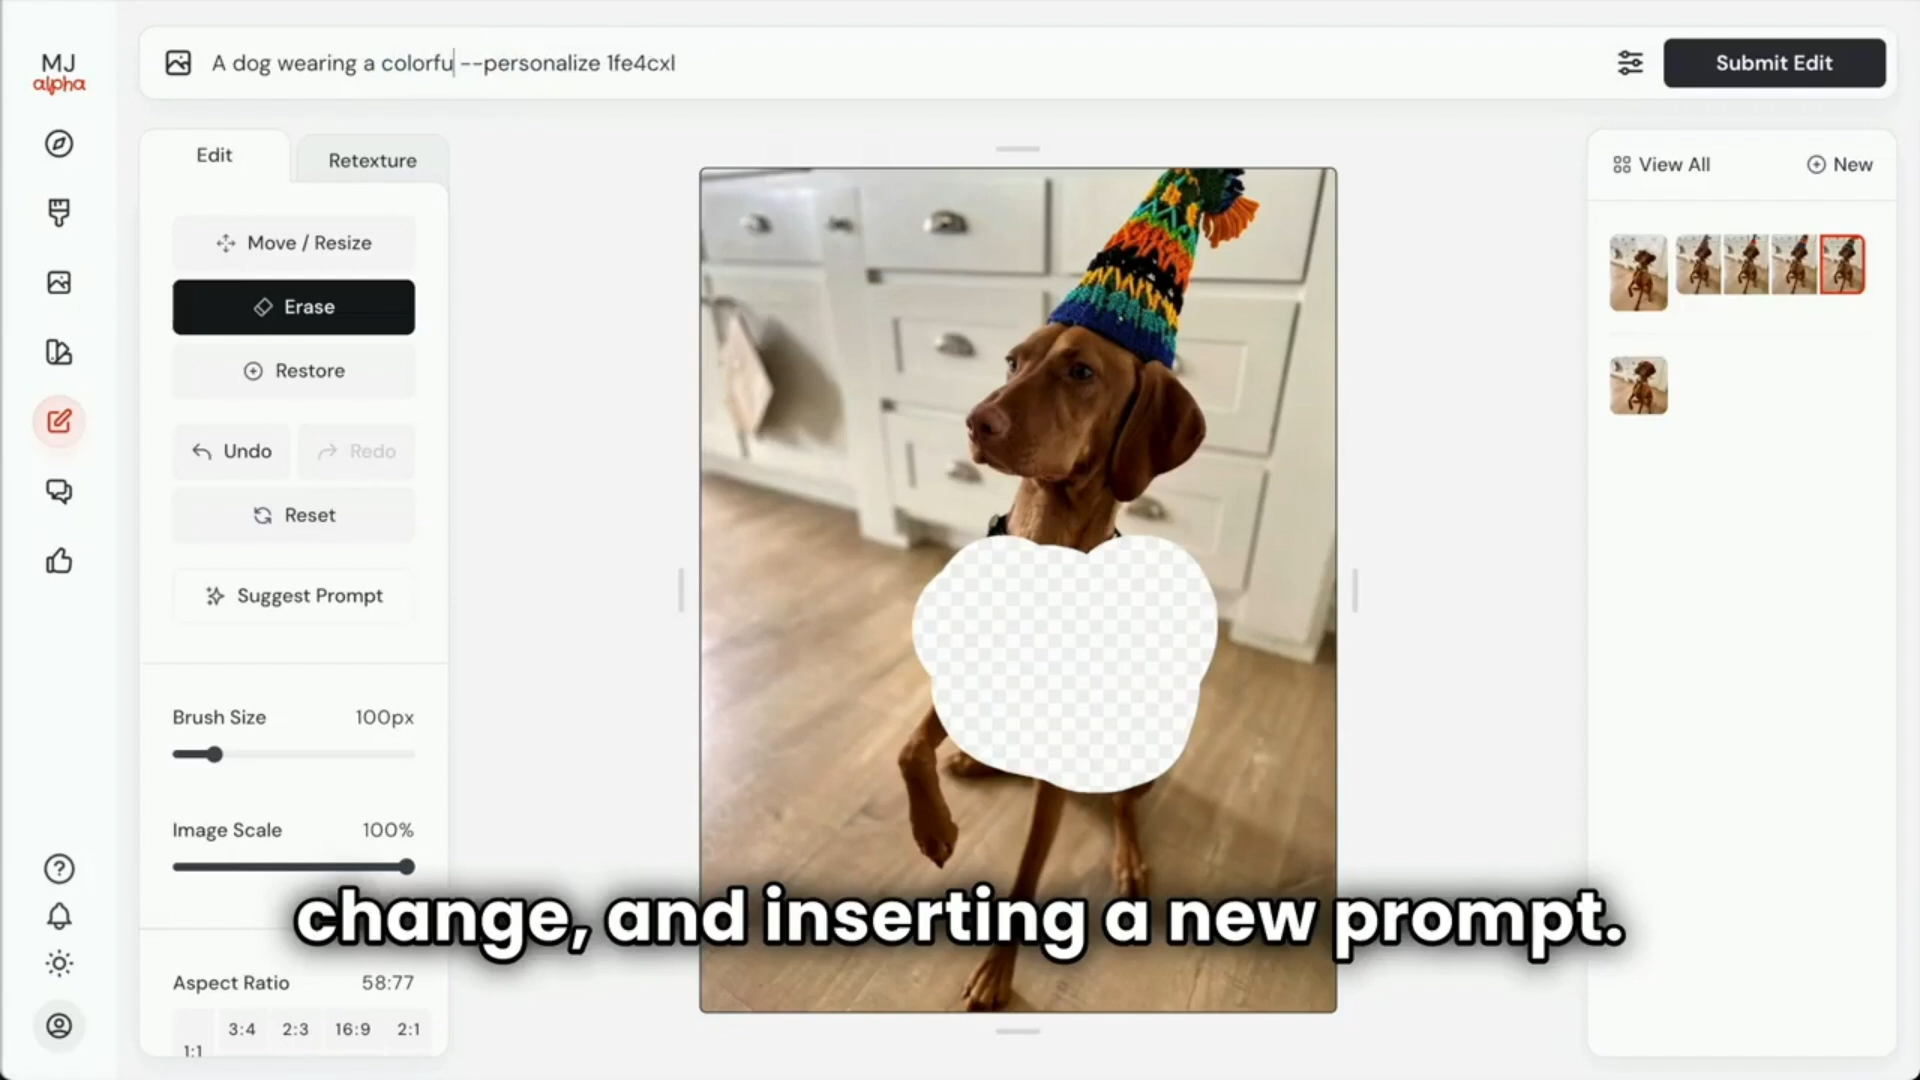 MJ
alpha
A dog wearing a colorfu --personalize 1fe4cxl
Submit Edit
Edit
Retexture
Move / Resize
Erase
Restore
Undo
Redo
Reset
Suggest Prompt
Brush Size
100px
Image Scale
100%
Aspect Ratio
58:77
1:1
3:4
2:3
16:9
2:1
View All
New
change, and inserting a new prompt.